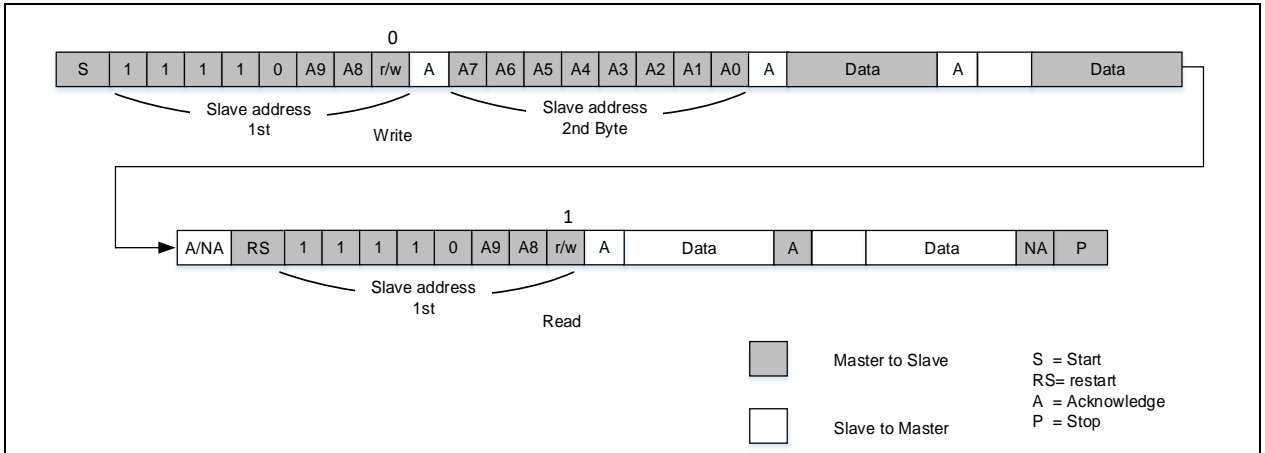 0
S 1 1 1 1 0 A9 A8 r/w A A7 A6 A5 A4 A3 A2 A1 A0 A Data A Data
Slave address
1st
Write
Slave address
2nd Byte
1
A/NA RS 1 1 1 1 0 A9 A8 r/w A Data A Data NA P
Slave address
1st
Read
Master to Slave
Slave to Master
S = Start
RS= restart
A = Acknowledge
P = Stop